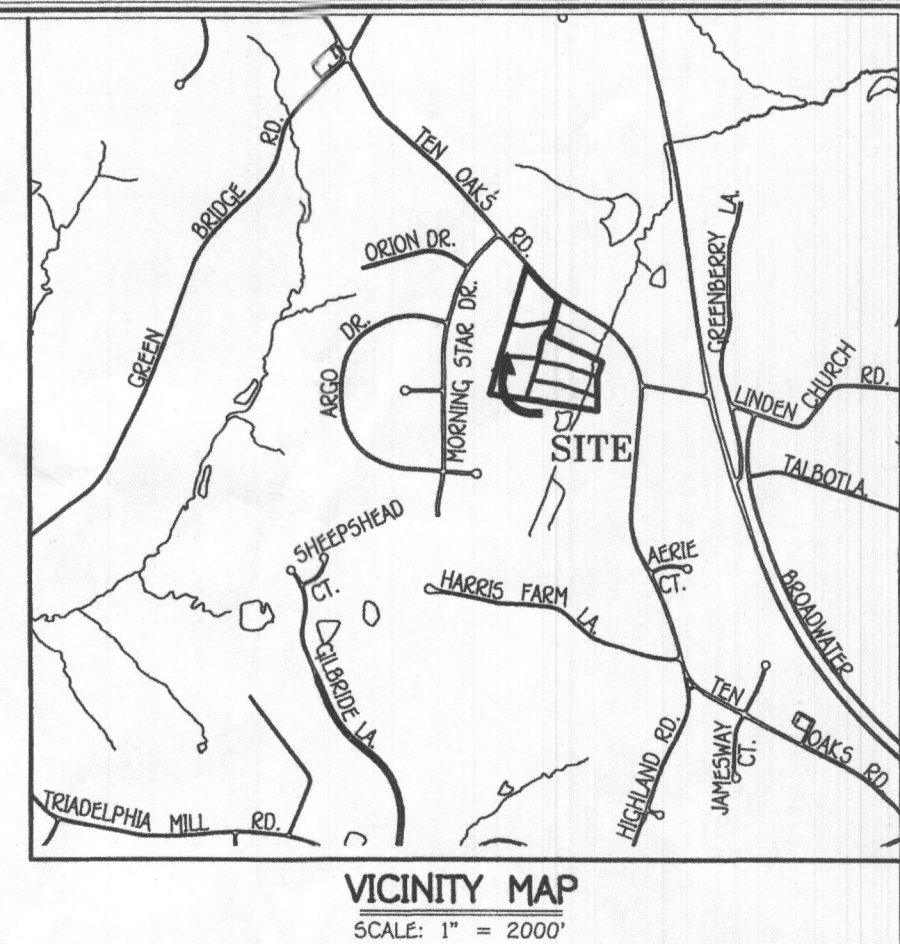 TEN OAKS RD.
GREEN BRIDGE RD.
ORION DR.
ARGO DR.
MORNING STAR DR.
GREENBERRY LA.
LINDEN CHURCH RD.
TALBOT LA.
SITE
SHEEPSHEAD CT.
HARRIS FARM LA.
AERIE CT.
BROADWATER
GILBRIDE LA.
TEN OAKS RD.
HIGHLAND RD.
JAMESWAY CT.
TRIADELPHIA MILL RD.
VICINITY MAP
SCALE: 1" = 2000'